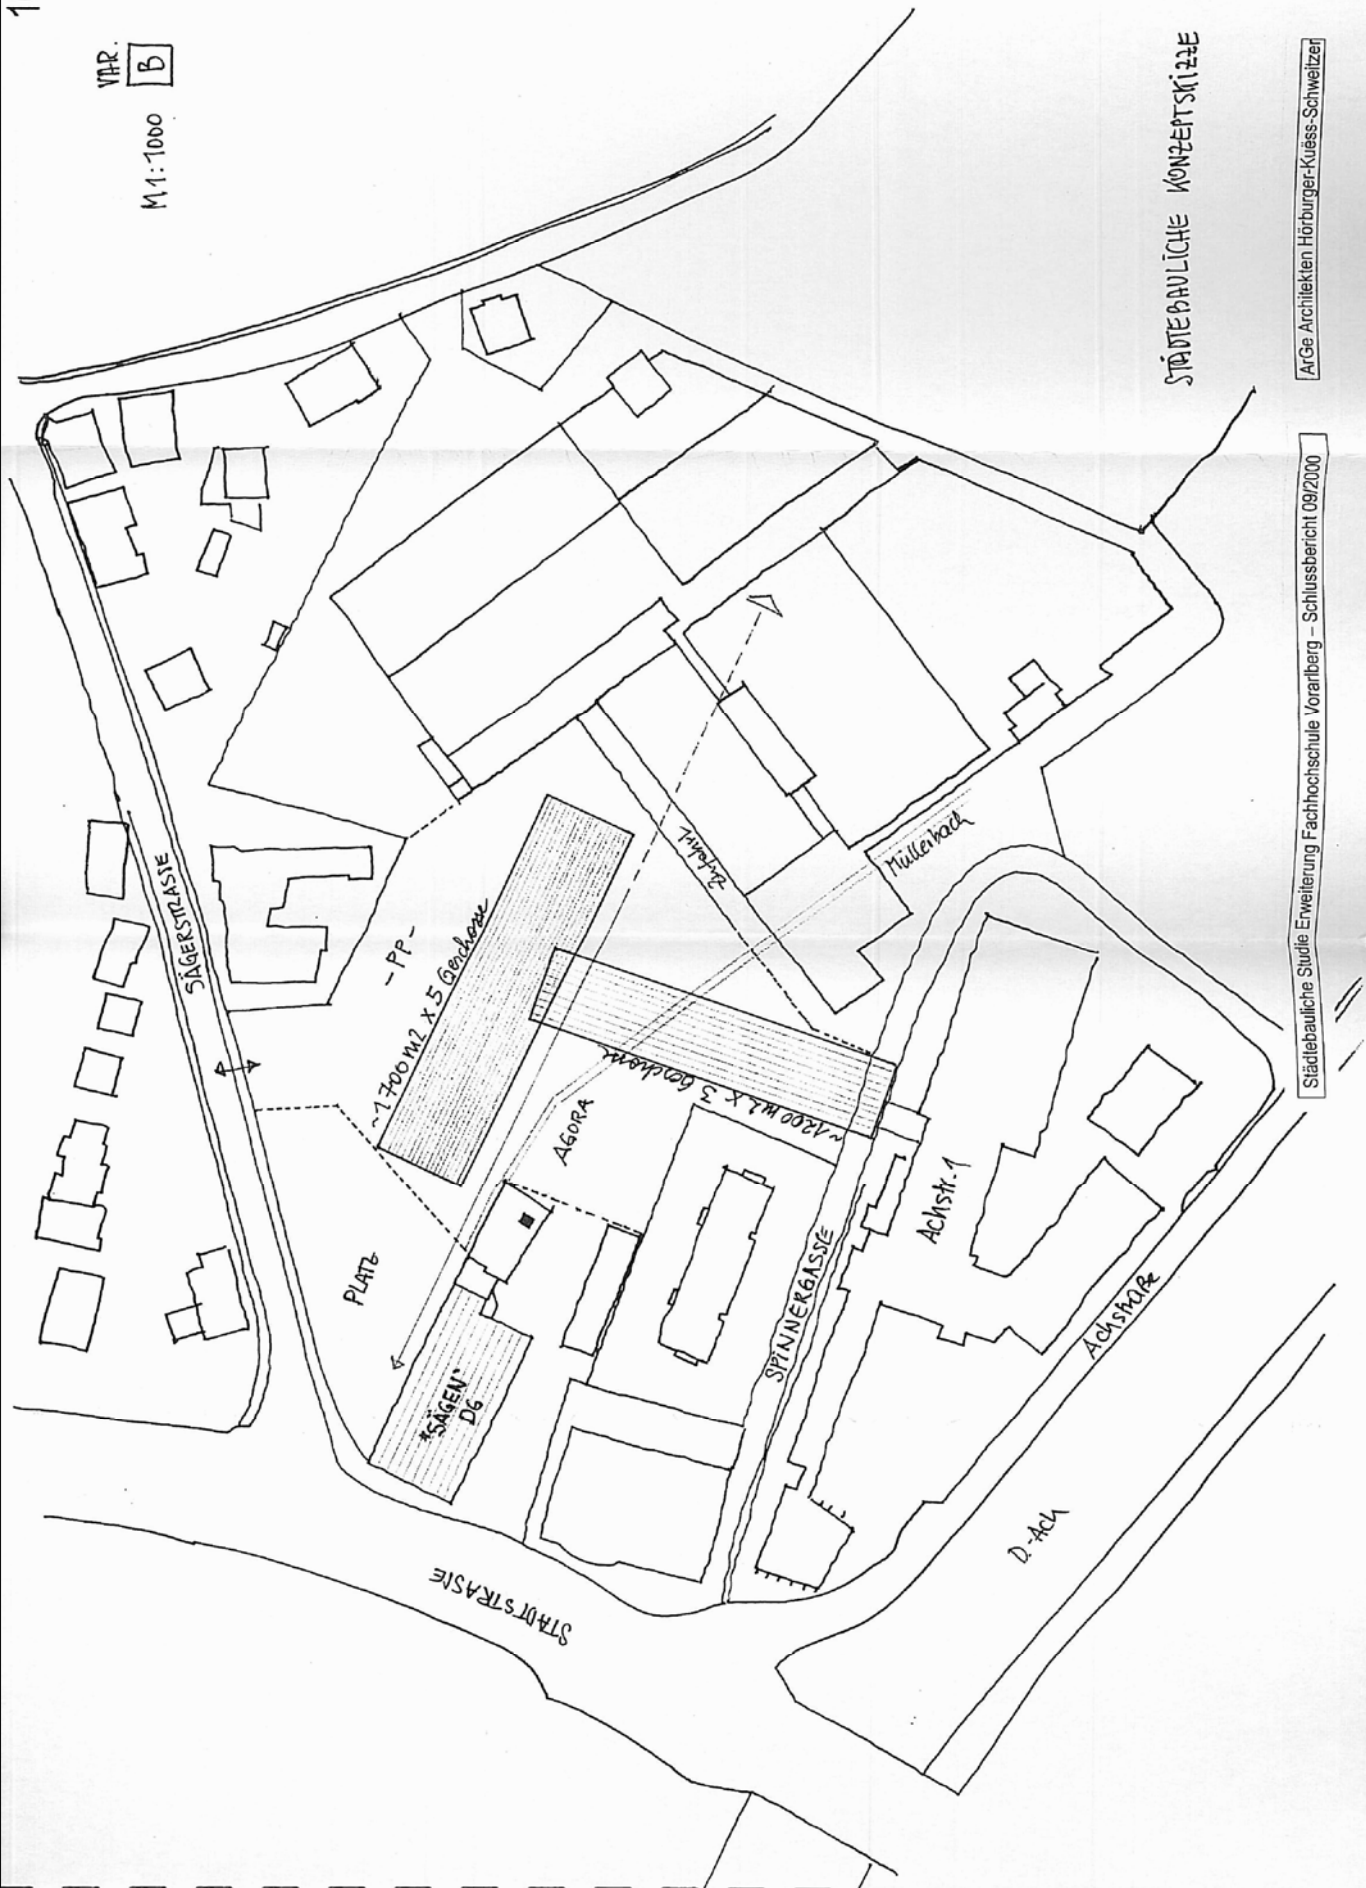 1
VAR.
B
M 1:1000
SÄGERSTRASSE
- PP -
~ 1700 m2 x 5 Geschosse
Zufahrt
Müllerbach
~ 1200 m2 x 3 Geschosse
AGORA
PLATZ
"SÄGEN"
DG
SPINNERGASSE
Achstr. 1
Achstraße
D.-Ach
STADTSTRASSE
STÄDTEBAULICHE KONZEPTSKIZZE
Städtebauliche Studie Erweiterung Fachhochschule Vorarlberg – Schlussbericht 09/2000
ArGe Architekten Hörburger-Kuëss-Schweitzer